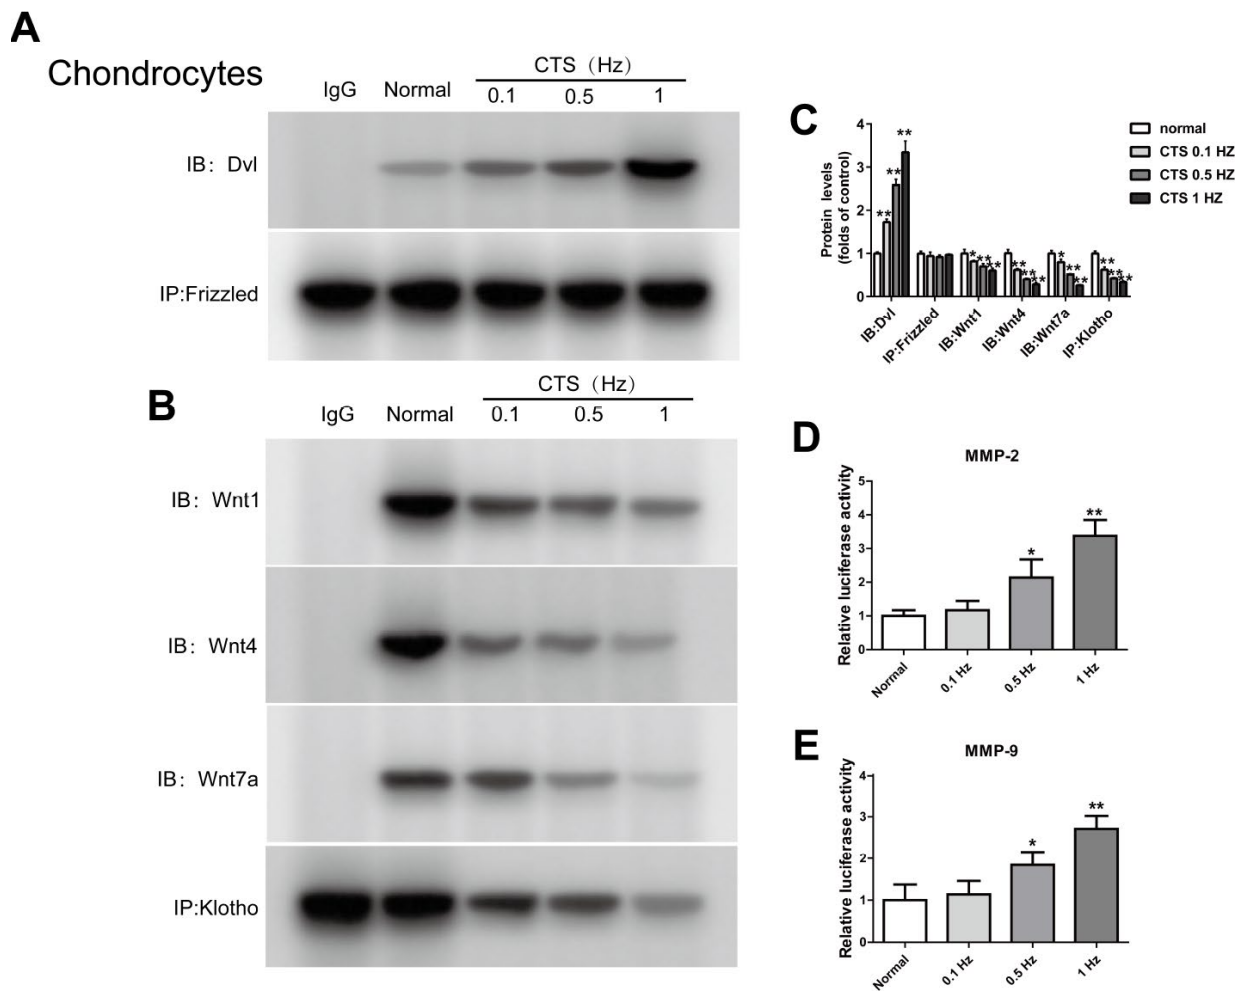 A
Chondrocytes
CTS（Hz）
IgG Normal 0.1 0.5 1
IB： Dvl
IP:Frizzled
B
CTS（Hz）
IgG Normal 0.1 0.5 1
IB： Wnt1
IB： Wnt4
IB： Wnt7a
IP:Klotho
C
Protein levels
(folds of control)
4
3
2
1
0
** ** **
* ** **
** ** **
* ** **
** ** **
IB:Dvl
IP:Frizzled
IB:Wnt1
IB:Wnt4
IB:Wnt7a
IP:Klotho
normal
CTS 0.1 HZ
CTS 0.5 HZ
CTS 1 HZ
D
MMP-2
Relative luciferase activity
5
4
3
2
1
0
* **
Normal
0.1 Hz
0.5 Hz
1 Hz
E
MMP-9
Relative luciferase activity
4
3
2
1
0
* **
Normal
0.1 Hz
0.5 Hz
1 Hz